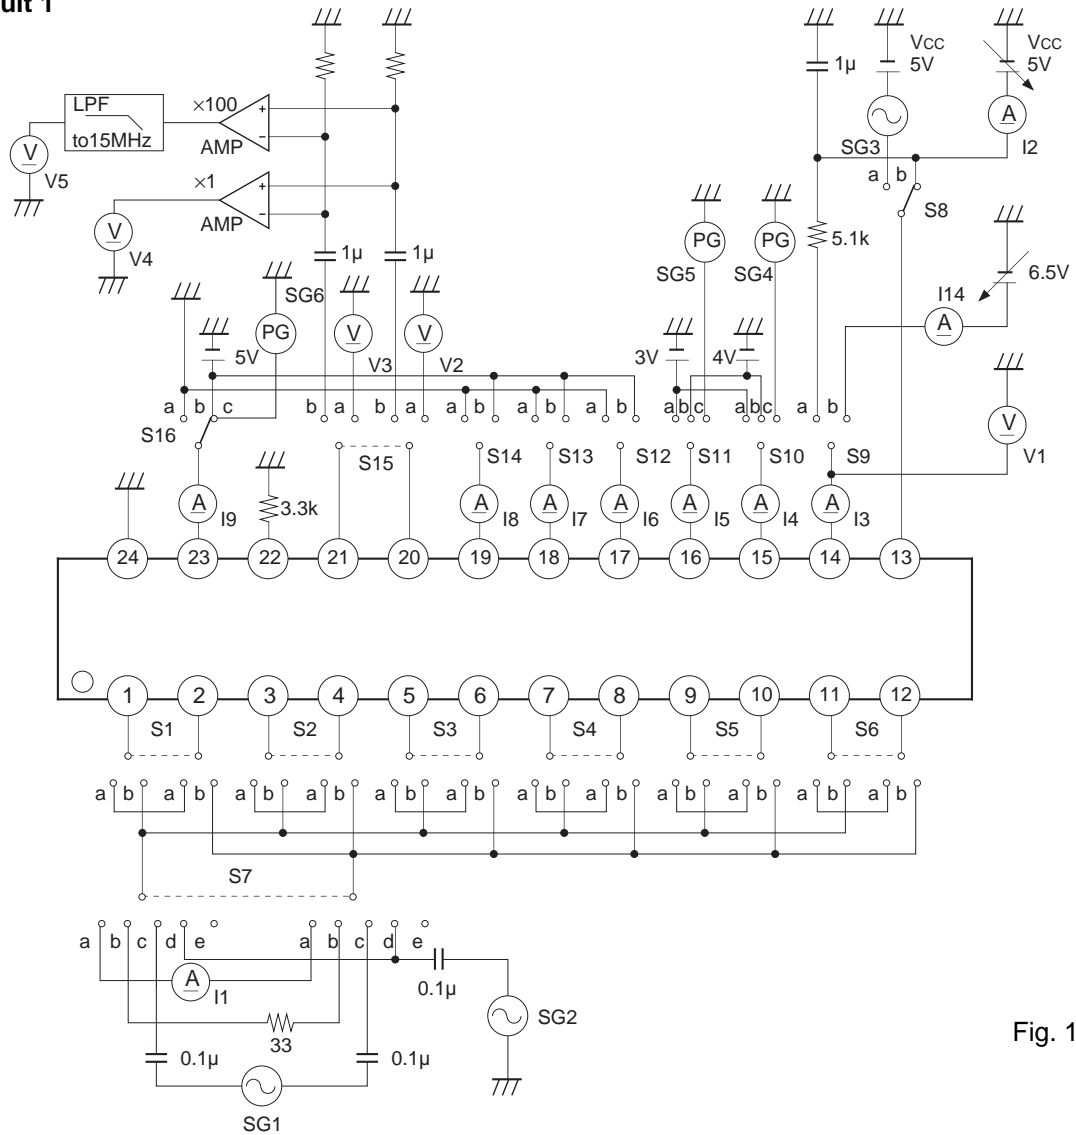 uit 1
VCC
5V
VCC
5V
1μ
LPF
to15MHz
×100
AMP
+
−
A
I2
SG3
a b
S8
V
V5
×1
AMP
+
−
V
V4
1μ
1μ
PG
PG
5.1k
SG5
SG4
6.5V
I14
A
SG6
PG
V
V
V3
V2
5V
3V
4V
V
V1
a b c
b a
b a
a b
a b
a b
a b c
a b c
a b
S16
S15
S14
S13
S12
S11
S10
S9
A
I9
3.3k
A
I8
A
I7
A
I6
A
I5
A
I4
A
I3
24 23 22 21 20 19 18 17 16 15 14 13
1 2 3 4 5 6 7 8 9 10 11 12
S1 S2 S3 S4 S5 S6
a b a b a b a b a b a b a b a b a b a b a b a b
S7
a b c d e a b c d e
A
I1
0.1μ
SG2
33
0.1μ
0.1μ
SG1
Fig. 1